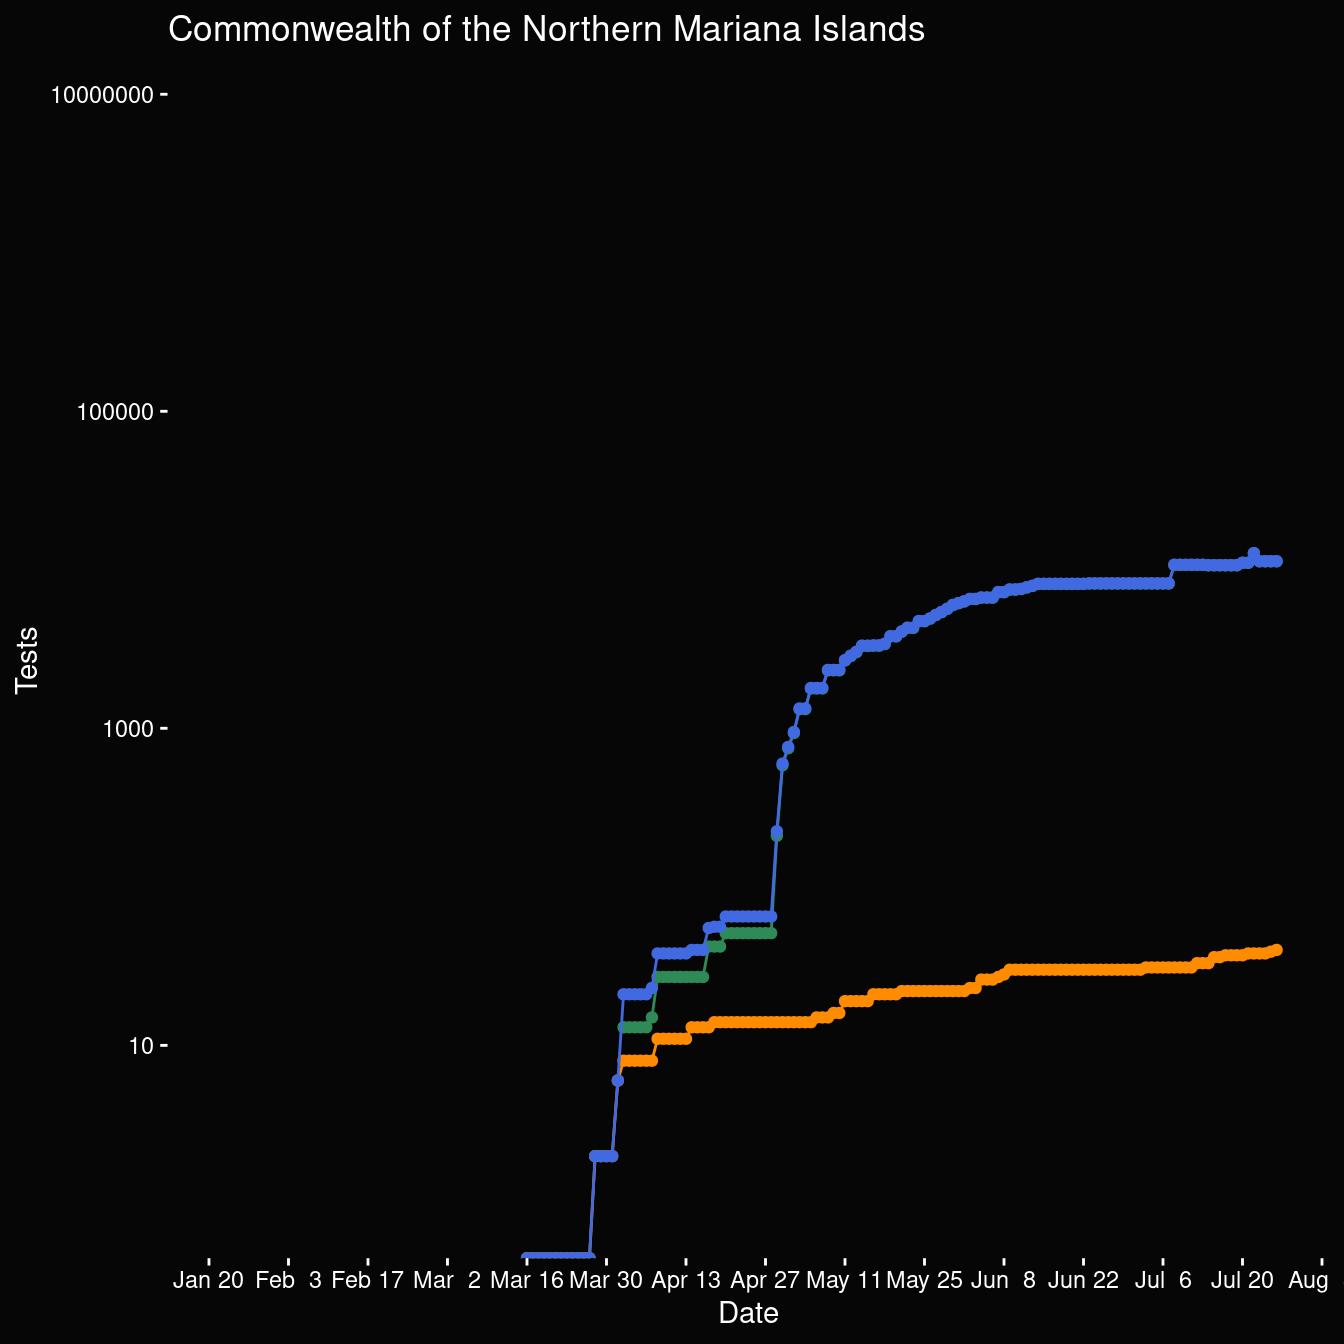 Commonwealth of the Northern Mariana Islands
10000000
100000
1000
10
Tests
Jan 20 Feb 3 Feb 17 Mar 2 Mar 16 Mar 30 Apr 13 Apr 27 May 11 May 25 Jun 8 Jun 22 Jul 6 Jul 20 Aug
Date